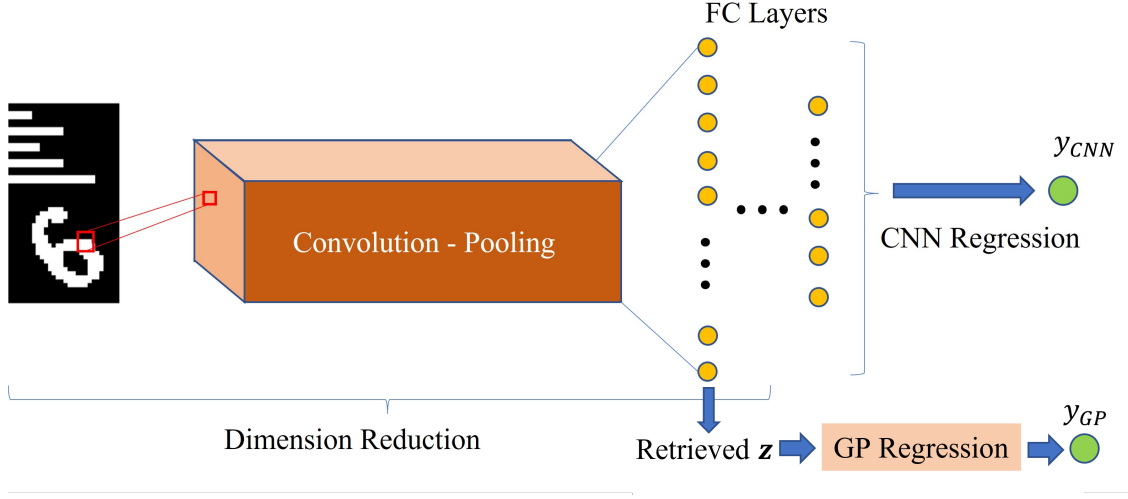 FC Layers
Convolution - Pooling
y_CNN
CNN Regression
Dimension Reduction
Retrieved z
GP Regression
y_GP